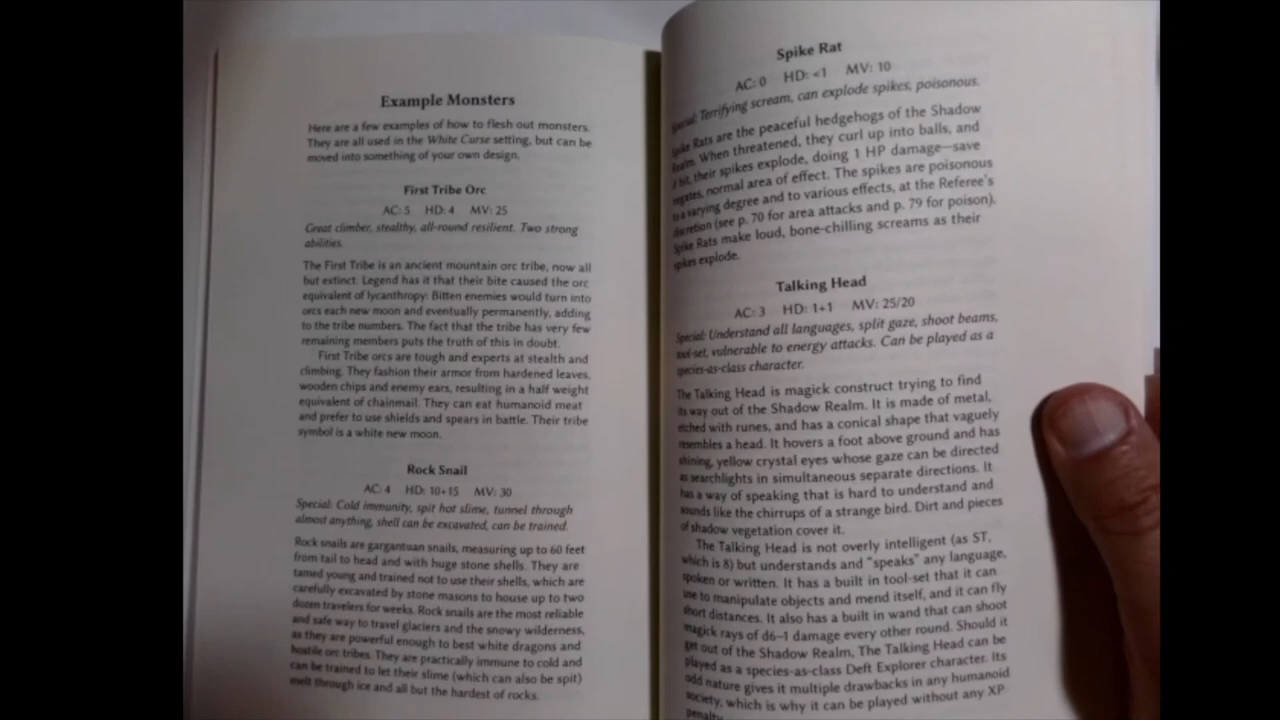 Example Monsters
Here are a few examples of how to flesh out monsters.
They are all used in the White Curse setting, but can be
moved into something of your own design.
First Tribe Orc
AC: 5 HD: 4 MV: 25
Great climber, stealthy, all-round resilient. Two strong
abilities.
The First Tribe is an ancient mountain orc tribe, now all
but extinct. Legend has it that their bite caused the orc
equivalent of lycanthropy: Bitten enemies would turn into
orcs each new moon and eventually permanently, adding
to the tribe numbers. The fact that the tribe has very few
remaining members puts the truth of this in doubt.
First Tribe orcs are tough and experts at stealth and
climbing. They fashion their armor from hardened leaves,
wooden chips and enemy ears, resulting in a half weight
equivalent of chainmail. They can eat humanoid meat
and prefer to use shields and spears in battle. Their tribe
symbol is a white new moon.
Rock Snail
AC: 4 HD: 10+15 MV: 30
Special: Cold immunity, spit hot slime, tunnel through
almost anything, shell can be excavated, can be trained.
Rock snails are gargantuan snails, measuring up to 60 feet
from tail to head and with huge stone shells. They are
tamed young and trained not to use their shells, which are
carefully excavated by stone masons to house up to two
dozen travelers for weeks. Rock snails are the most reliable
and safe way to travel glaciers and the snowy wilderness,
as they are powerful enough to best white dragons and
hostile orc tribes. They are practically immune to cold and
can be trained to let their slime (which can also be spit)
melt through ice and all but the hardest of rocks.
Spike Rat
AC: 0 HD: <1 MV: 10
Special: Terrifying scream, can explode spikes, poisonous.
Spike Rats are the peaceful hedgehogs of the Shadow
Realm. When threatened, they curl up into balls, and
if hit, their spikes explode, doing 1 HP damage—save
negates, normal area of effect. The spikes are poisonous
to a varying degree and to various effects, at the Referee's
discretion (see p. 70 for area attacks and p. 79 for poison).
Spike Rats make loud, bone-chilling screams as their
spikes explode.
Talking Head
AC: 3 HD: 1+1 MV: 25/20
Special: Understand all languages, split gaze, shoot beams,
tool-set, vulnerable to energy attacks. Can be played as a
species-as-class character.
The Talking Head is magick construct trying to find
its way out of the Shadow Realm. It is made of metal,
etched with runes, and has a conical shape that vaguely
resembles a head. It hovers a foot above ground and has
shining, yellow crystal eyes whose gaze can be directed
as searchlights in simultaneous separate directions. It
has a way of speaking that is hard to understand and
sounds like the chirrups of a strange bird. Dirt and pieces
of shadow vegetation cover it.
The Talking Head is not overly intelligent (as ST,
which is 8) but understands and "speaks" any language,
spoken or written. It has a built in tool-set that it can
use to manipulate objects and mend itself, and it can fly
short distances. It also has a built in wand that can shoot
magick rays of d6–1 damage every other round. Should it
get out of the Shadow Realm, The Talking Head can be
played as a species-as-class Deft Explorer character. Its
odd nature gives it multiple drawbacks in any humanoid
society, which is why it can be played without any XP
penalty.